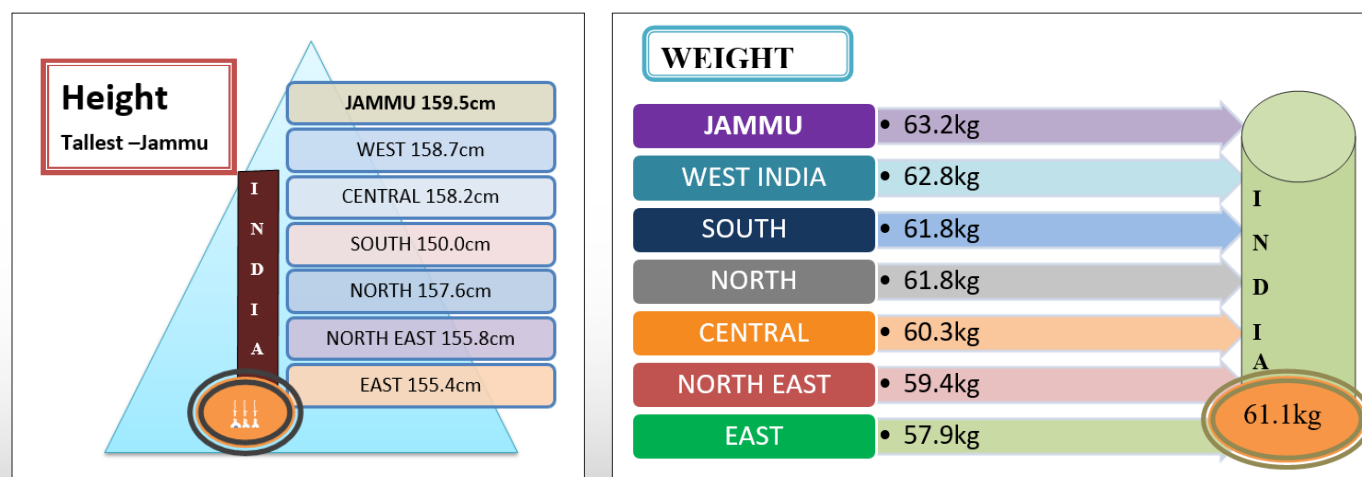 Height
Tallest –Jammu
JAMMU 159.5cm
WEST 158.7cm
CENTRAL 158.2cm
SOUTH 150.0cm
NORTH 157.6cm
NORTH EAST 155.8cm
EAST 155.4cm
I
N
D
I
A
WEIGHT
JAMMU • 63.2kg
WEST INDIA • 62.8kg
SOUTH • 61.8kg
NORTH • 61.8kg
CENTRAL • 60.3kg
NORTH EAST • 59.4kg
EAST • 57.9kg
I
N
D
I
A
61.1kg